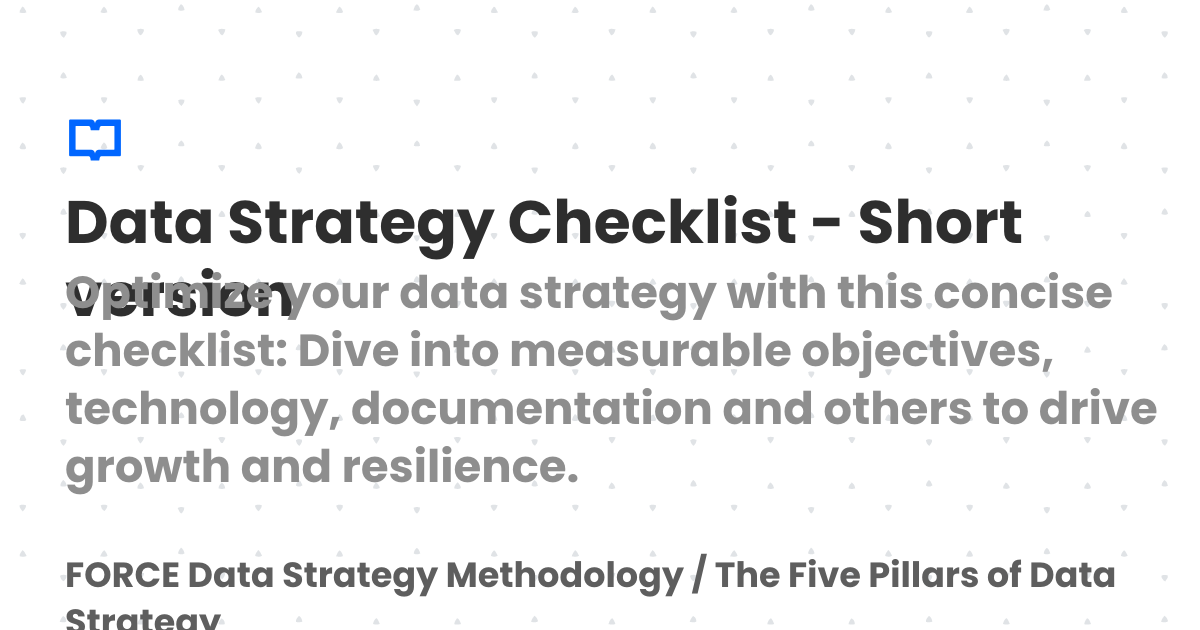 Data Strategy Checklist - Short
version
Optimize your data strategy with this concise
checklist: Dive into measurable objectives,
technology, documentation and others to drive
growth and resilience.
FORCE Data Strategy Methodology / The Five Pillars of Data
Strategy